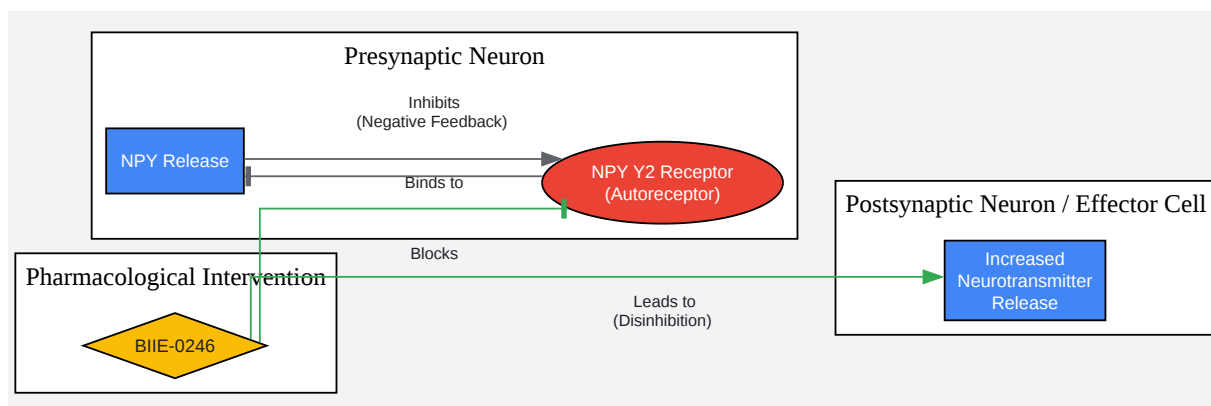 Presynaptic Neuron
Inhibits
(Negative Feedback)
NPY Release
NPY Y2 Receptor
(Autoreceptor)
Binds to
Postsynaptic Neuron / Effector Cell
Blocks
Pharmacological Intervention
Increased
Neurotransmitter
Release
Leads to
(Disinhibition)
BIIE-0246